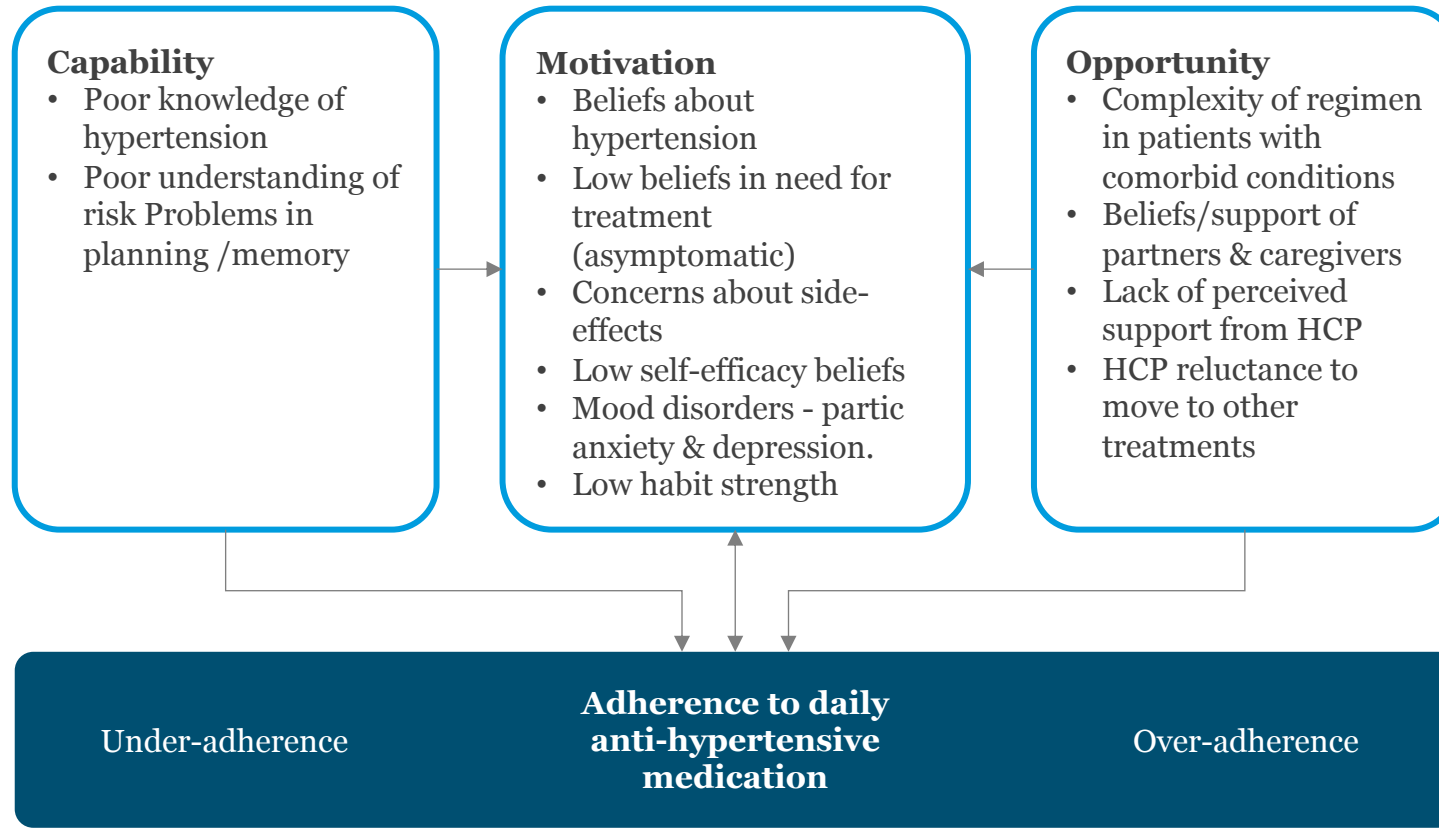 Capability
• Poor knowledge of
hypertension
• Poor understanding of
risk Problems in
planning /memory
Motivation
• Beliefs about
hypertension
• Low beliefs in need for
treatment
(asymptomatic)
• Concerns about side-
effects
• Low self-efficacy beliefs
• Mood disorders - partic
anxiety & depression.
• Low habit strength
Opportunity
• Complexity of regimen
in patients with
comorbid conditions
• Beliefs/support of
partners & caregivers
• Lack of perceived
support from HCP
• HCP reluctance to
move to other
treatments
Under-adherence
Adherence to daily
anti-hypertensive
medication
Over-adherence